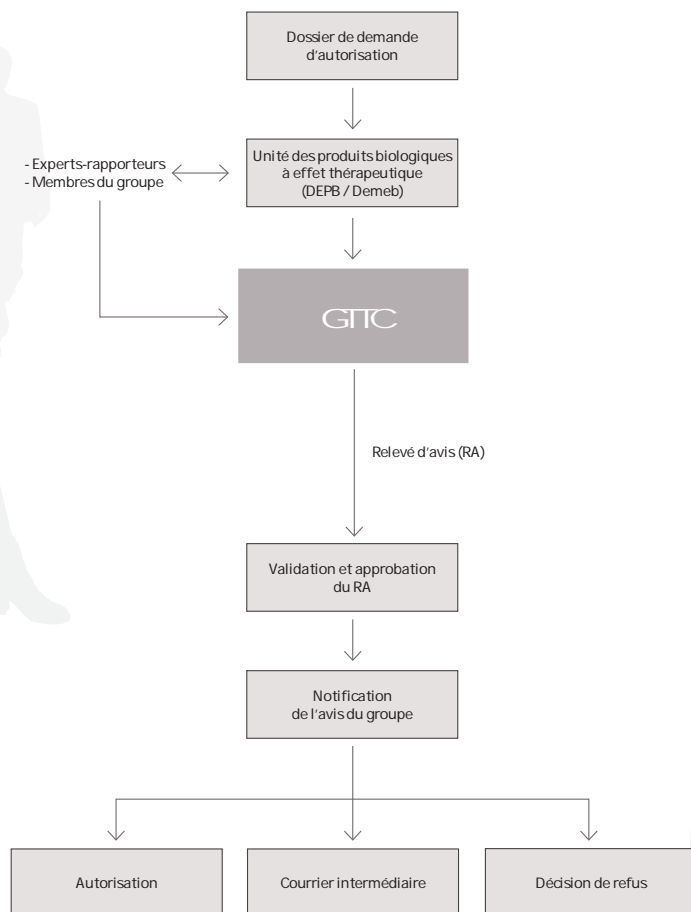 Dossier de demande
d'autorisation
- Experts-rapporteurs
- Membres du groupe
Unité des produits biologiques
à effet thérapeutique
(DEPB / Demeb)
GTTC
Relevé d'avis (RA)
Validation et approbation
du RA
Notification
de l'avis du groupe
Autorisation
Courrier intermédiaire
Décision de refus